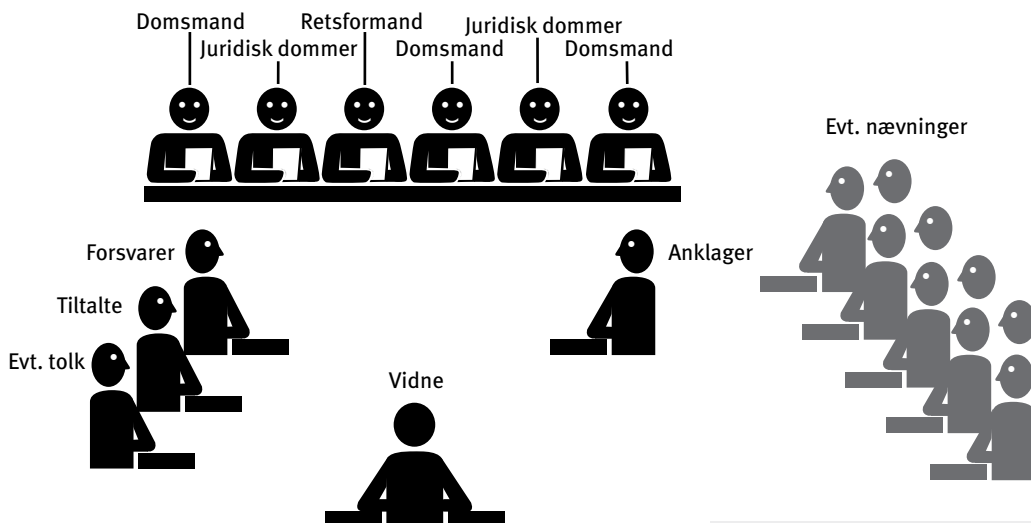 Domsmand
Juridisk dommer
Retsformand
Domsmand
Juridisk dommer
Domsmand
Evt. nævninger
Forsvarer
Anklager
Tiltalte
Evt. tolk
Vidne